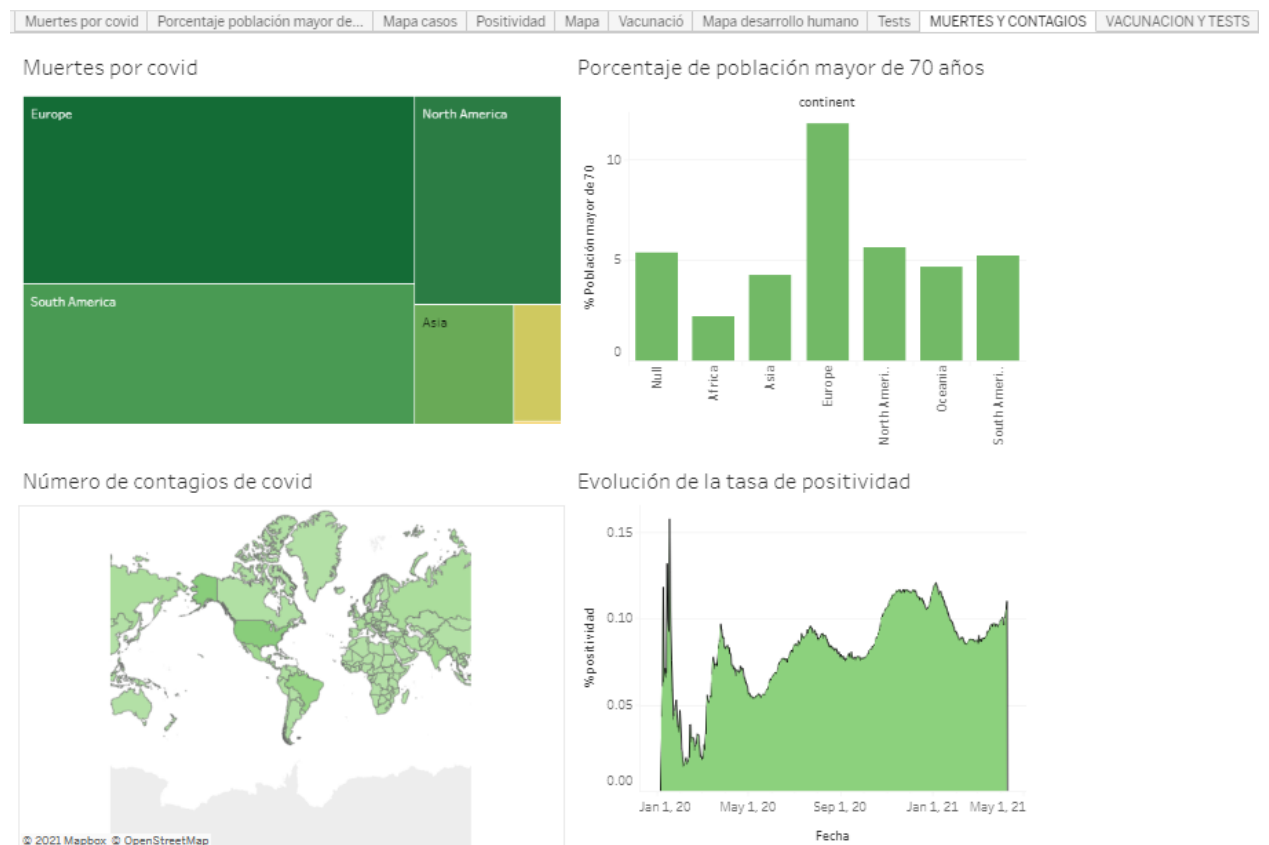 Muertes por covid
Porcentaje población mayor de...
Mapa casos
Positividad
Mapa
Vacunació
Mapa desarrollo humano
Tests
MUERTES Y CONTAGIOS
VACUNACION Y TESTS
Muertes por covid
Europe
North America
South America
Asia
Porcentaje de población mayor de 70 años
continent
% Población mayor de 70
10
5
0
Null
Africa
Asia
Europe
North Ameri..
Oceania
South Ameri..
Número de contagios de covid
© 2021 Mapbox © OpenStreetMap
Evolución de la tasa de positividad
% positividad
0.15
0.10
0.05
0.00
Jan 1, 20
May 1, 20
Sep 1, 20
Jan 1, 21
May 1, 21
Fecha